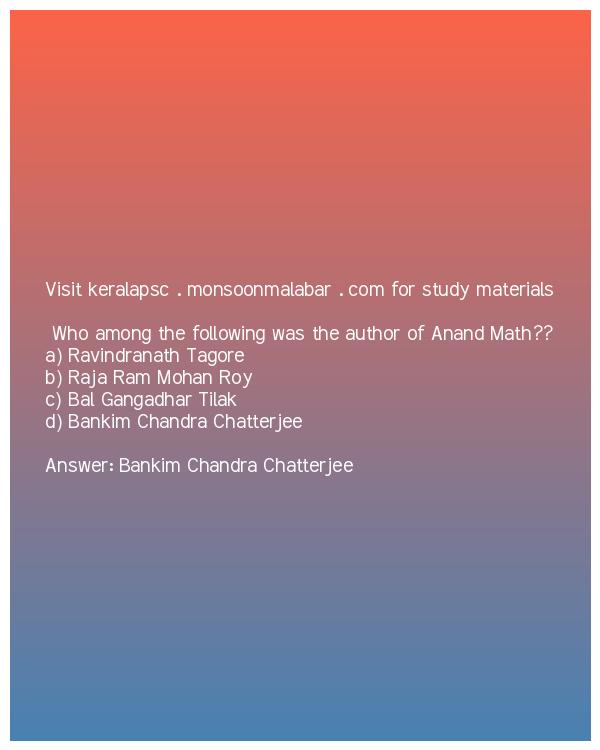 Visit keralapsc . monsoonmalabar . com for study materials
Who among the following was the author of Anand Math??
a) Ravindranath Tagore
b) Raja Ram Mohan Roy
c) Bal Gangadhar Tilak
d) Bankim Chandra Chatterjee
Answer: Bankim Chandra Chatterjee